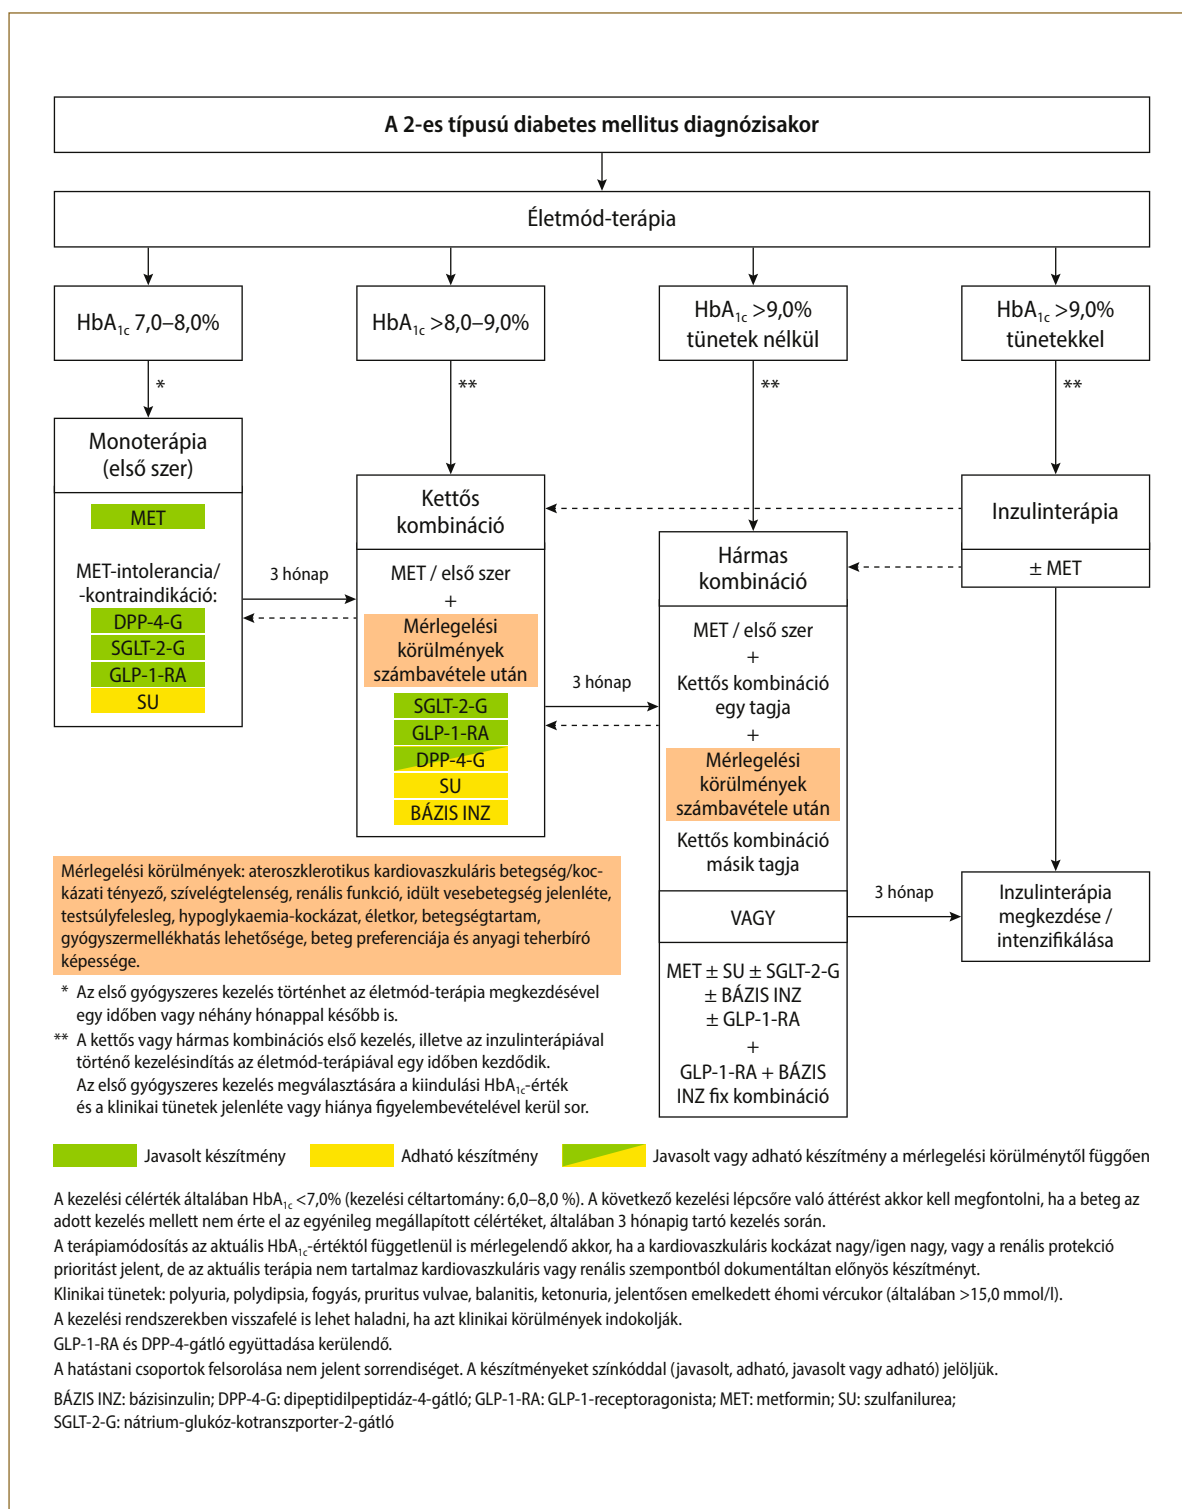 A 2-es típusú diabetes mellitus diagnózisakor
Életmód-terápia
HbA1c 7,0–8,0%
HbA1c >8,0–9,0%
HbA1c >9,0%
tünetek nélkül
HbA1c >9,0%
tünetekkel
*
**
**
**
Monoterápia
(első szer)
MET
MET-intolerancia/
-kontraindikáció:
DPP-4-G
SGLT-2-G
GLP-1-RA
SU
3 hónap
Kettős
kombináció
MET / első szer
+
Mérlegelési
körülmények
számbavétele után
SGLT-2-G
GLP-1-RA
DPP-4-G
SU
BÁZIS INZ
3 hónap
Hármas
kombináció
MET / első szer
+
Kettős kombináció
egy tagja
+
Mérlegelési
körülmények
számbavétele után
Kettős kombináció
másik tagja
VAGY
MET ± SU ± SGLT-2-G
± BÁZIS INZ
± GLP-1-RA
+
GLP-1-RA + BÁZIS
INZ fix kombináció
3 hónap
Inzulinterápia
± MET
Inzulinterápia
megkezdése /
intenzifikálása
Mérlegelési körülmények: ateroszklerotikus kardiovaszkuláris betegség/koc-
kázati tényező, szívelégtelenség, renális funkció, idült vesebetegség jelenléte,
testsúlyfelesleg, hypoglykaemia-kockázat, életkor, betegségtartam,
gyógyszermellékhatás lehetősége, beteg preferenciája és anyagi teherbíró
képessége.
* Az első gyógyszeres kezelés történhet az életmód-terápia megkezdésével
egy időben vagy néhány hónappal később is.
** A kettős vagy hármas kombinációs első kezelés, illetve az inzulinterápiával
történő kezelésindítás az életmód-terápiával egy időben kezdődik.
Az első gyógyszeres kezelés megválasztására a kiindulási HbA1c-érték
és a klinikai tünetek jelenléte vagy hiánya figyelembevételével kerül sor.
Javasolt készítmény
Adható készítmény
Javasolt vagy adható készítmény a mérlegelési körülménytől függően
A kezelési célérték általában HbA1c <7,0% (kezelési céltartomány: 6,0–8,0 %). A következő kezelési lépcsőre való áttérést akkor kell megfontolni, ha a beteg az
adott kezelés mellett nem érte el az egyénileg megállapított célértéket, általában 3 hónapig tartó kezelés során.
A terápiamódosítás az aktuális HbA1c-értéktól függetlenül is mérlegelendő akkor, ha a kardiovaszkuláris kockázat nagy/igen nagy, vagy a renális protekció
prioritást jelent, de az aktuális terápia nem tartalmaz kardiovaszkuláris vagy renális szempontból dokumentáltan előnyös készítményt.
Klinikai tünetek: polyuria, polydipsia, fogyás, pruritus vulvae, balanitis, ketonuria, jelentősen emelkedett éhomi vércukor (általában >15,0 mmol/l).
A kezelési rendszerekben visszafelé is lehet haladni, ha azt klinikai körülmények indokolják.
GLP-1-RA és DPP-4-gátló együttadása kerülendő.
A hatástani csoportok felsorolása nem jelent sorrendiséget. A készítményeket színkóddal (javasolt, adható, javasolt vagy adható) jelöljük.
BÁZIS INZ: bázisinzulin; DPP-4-G: dipeptidilpeptidáz-4-gátló; GLP-1-RA: GLP-1-receptoragonista; MET: metformin; SU: szulfanilurea;
SGLT-2-G: nátrium-glukóz-kotranszporter-2-gátló